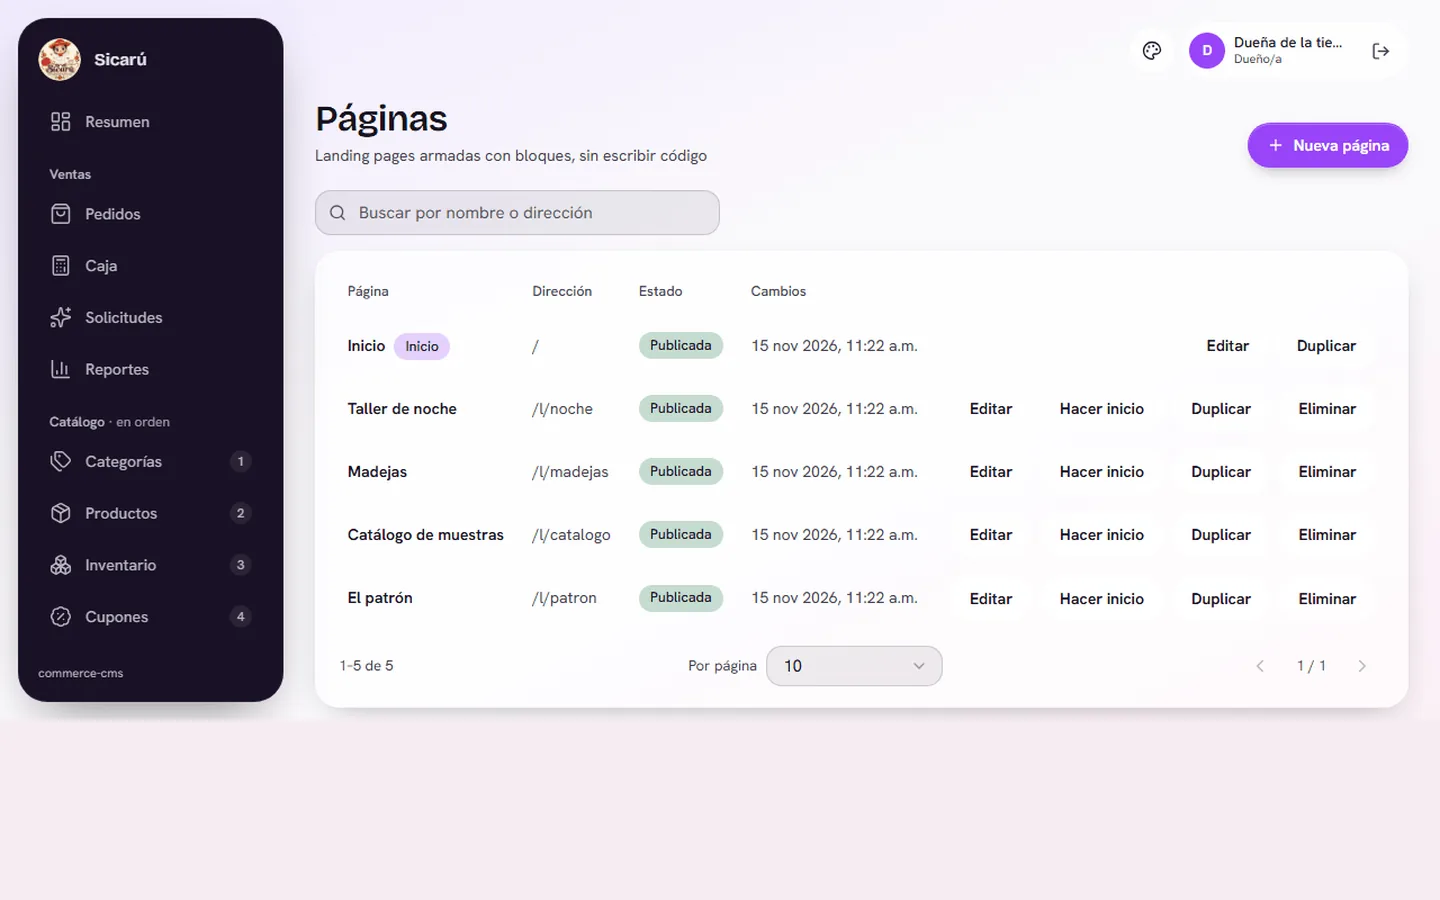 Sicarú
Resumen
Ventas
Pedidos
Caja
Solicitudes
Reportes
Catálogo · en orden
Categorías 1
Productos 2
Inventario 3
Cupones 4
commerce-cms
D
Dueña de la tie...
Dueño/a
Páginas
Landing pages armadas con bloques, sin escribir código
+ Nueva página
Buscar por nombre o dirección
Página Dirección Estado Cambios
Inicio Inicio / Publicada 15 nov 2026, 11:22 a.m. Editar Duplicar
Taller de noche /l/noche Publicada 15 nov 2026, 11:22 a.m. Editar Hacer inicio Duplicar Eliminar
Madejas /l/madejas Publicada 15 nov 2026, 11:22 a.m. Editar Hacer inicio Duplicar Eliminar
Catálogo de muestras /l/catalogo Publicada 15 nov 2026, 11:22 a.m. Editar Hacer inicio Duplicar Eliminar
El patrón /l/patron Publicada 15 nov 2026, 11:22 a.m. Editar Hacer inicio Duplicar Eliminar
1–5 de 5 Por página 10 1 / 1